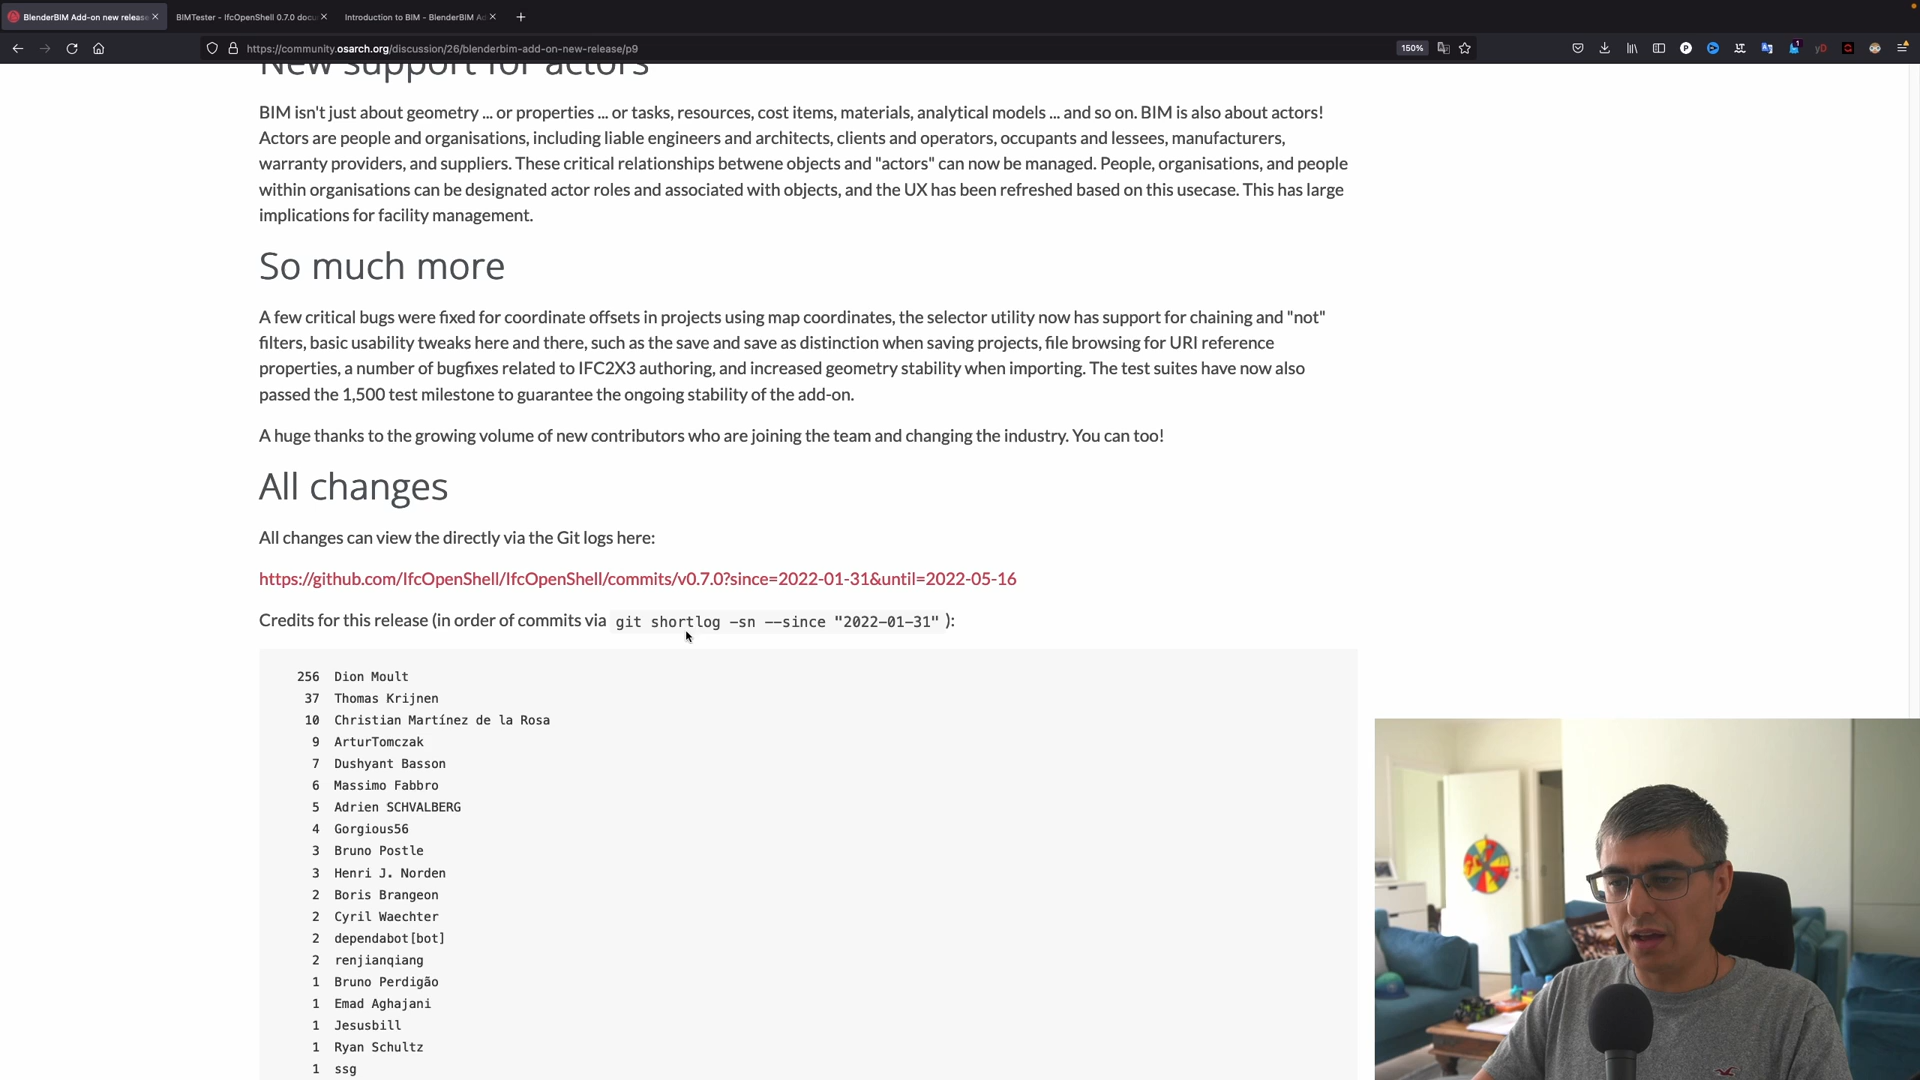 BlenderBIM Add-on new release
BIMTester - IfcOpenShell 0.7.0 docu
Introduction to BIM - BlenderBIM Ad
https://community.osarch.org/discussion/26/blenderbim-add-on-new-release/p9
150%
New support for actors
BIM isn't just about geometry ... or properties ... or tasks, resources, cost items, materials, analytical models ... and so on. BIM is also about actors!
Actors are people and organisations, including liable engineers and architects, clients and operators, occupants and lessees, manufacturers,
warranty providers, and suppliers. These critical relationships betwene objects and "actors" can now be managed. People, organisations, and people
within organisations can be designated actor roles and associated with objects, and the UX has been refreshed based on this usecase. This has large
implications for facility management.
So much more
A few critical bugs were fixed for coordinate offsets in projects using map coordinates, the selector utility now has support for chaining and "not"
filters, basic usability tweaks here and there, such as the save and save as distinction when saving projects, file browsing for URI reference
properties, a number of bugfixes related to IFC2X3 authoring, and increased geometry stability when importing. The test suites have now also
passed the 1,500 test milestone to guarantee the ongoing stability of the add-on.
A huge thanks to the growing volume of new contributors who are joining the team and changing the industry. You can too!
All changes
All changes can view the directly via the Git logs here:
https://github.com/IfcOpenShell/IfcOpenShell/commits/v0.7.0?since=2022-01-31&until=2022-05-16
Credits for this release (in order of commits via git shortlog -sn --since "2022-01-31" ):
256 Dion Moult
37 Thomas Krijnen
10 Christian Martínez de la Rosa
9 ArturTomczak
7 Dushyant Basson
6 Massimo Fabbro
5 Adrien SCHVALBERG
4 Gorgious56
3 Bruno Postle
3 Henri J. Norden
2 Boris Brangeon
2 Cyril Waechter
2 dependabot[bot]
2 renjianqiang
1 Bruno Perdigão
1 Emad Aghajani
1 Jesusbill
1 Ryan Schultz
1 ssg